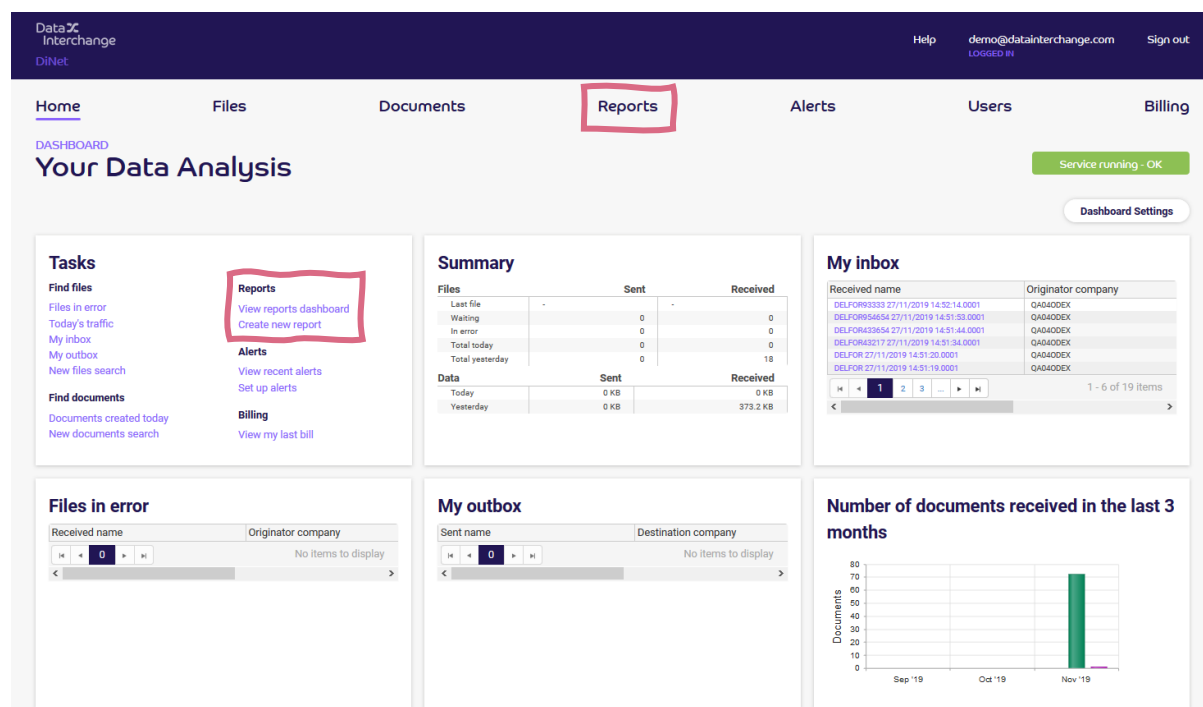 Data
Interchange
DiNet
Help
demo@datainterchange.com
LOGGED IN
Sign out
Home
Files
Documents
Reports
Alerts
Users
Billing
DASHBOARD
Your Data Analysis
Service running - OK
Dashboard Settings
Tasks
Find files
Files in error
Today's traffic
My inbox
My outbox
New files search
Find documents
Documents created today
New documents search
Reports
View reports dashboard
Create new report
Alerts
View recent alerts
Set up alerts
Billing
View my last bill
Summary
Files Sent Received
Last file - -
Waiting 0 0
In error 0 0
Total today 0 0
Total yesterday 0 18
Data Sent Received
Today 0 KB 0 KB
Yesterday 0 KB 373.2 KB
My inbox
Received name Originator company
DELFOR93333 27/11/2019 14:52:14.0001 QA04ODEX
DELFOR954654 27/11/2019 14:51:53.0001 QA04ODEX
DELFOR433654 27/11/2019 14:51:44.0001 QA04ODEX
DELFOR43217 27/11/2019 14:51:34.0001 QA04ODEX
DELFOR 27/11/2019 14:51:20.0001 QA04ODEX
DELFOR 27/11/2019 14:51:19.0001 QA04ODEX
1 2 3 ... 1 - 6 of 19 items
Files in error
Received name Originator company
0 No items to display
My outbox
Sent name Destination company
0 No items to display
Number of documents received in the last 3
months
Documents
80
70
60
50
40
30
20
10
0
Sep '19 Oct '19 Nov '19